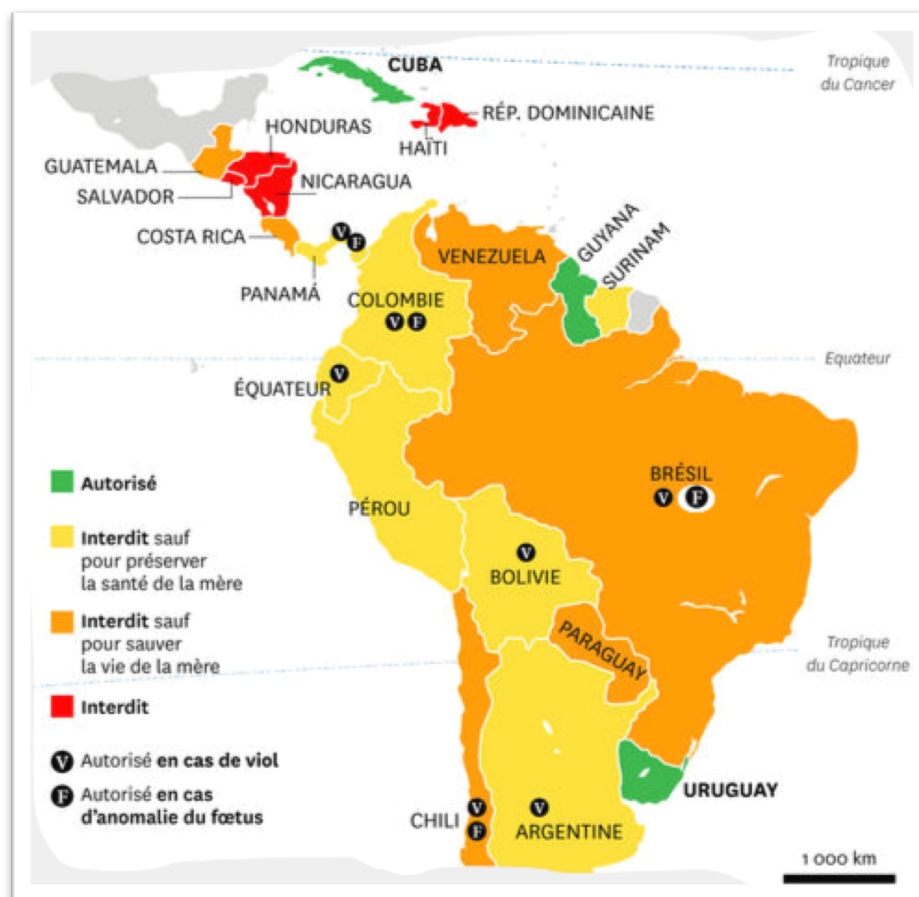 CUBA
Tropique
du Cancer
RÉP. DOMINICAINE
HAÏTI
HONDURAS
GUATEMALA
SALVADOR
NICARAGUA
COSTA RICA
PANAMÁ
V
F
VENEZUELA
GUYANA
SURINAM
COLOMBIE
V F
Equateur
V
ÉQUATEUR
BRÉSIL
V F
PÉROU
V
BOLIVIE
PARAGUAY
Tropique
du Capricorne
URUGUAY
CHILI
V
F
V
ARGENTINE
Autorisé
Interdit sauf
pour préserver
la santé de la mère
Interdit sauf
pour sauver
la vie de la mère
Interdit
V Autorisé en cas de viol
F Autorisé en cas
d'anomalie du fœtus
1 000 km